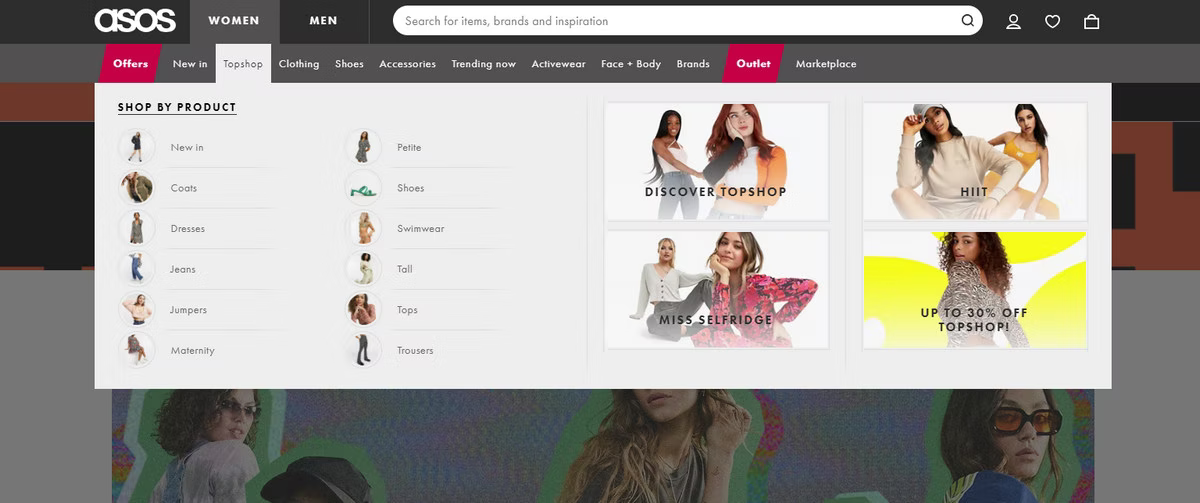 asos
WOMEN
MEN
Search for items, brands and inspiration
Offers
New in
Topshop
Clothing
Shoes
Accessories
Trending now
Activewear
Face + Body
Brands
Outlet
Marketplace
SHOP BY PRODUCT
New in
Coats
Dresses
Jeans
Jumpers
Maternity
Petite
Shoes
Swimwear
Tall
Tops
Trousers
DISCOVER TOPSHOP
HIIT
MISS SELFRIDGE
UP TO 30% OFF
TOPSHOP!